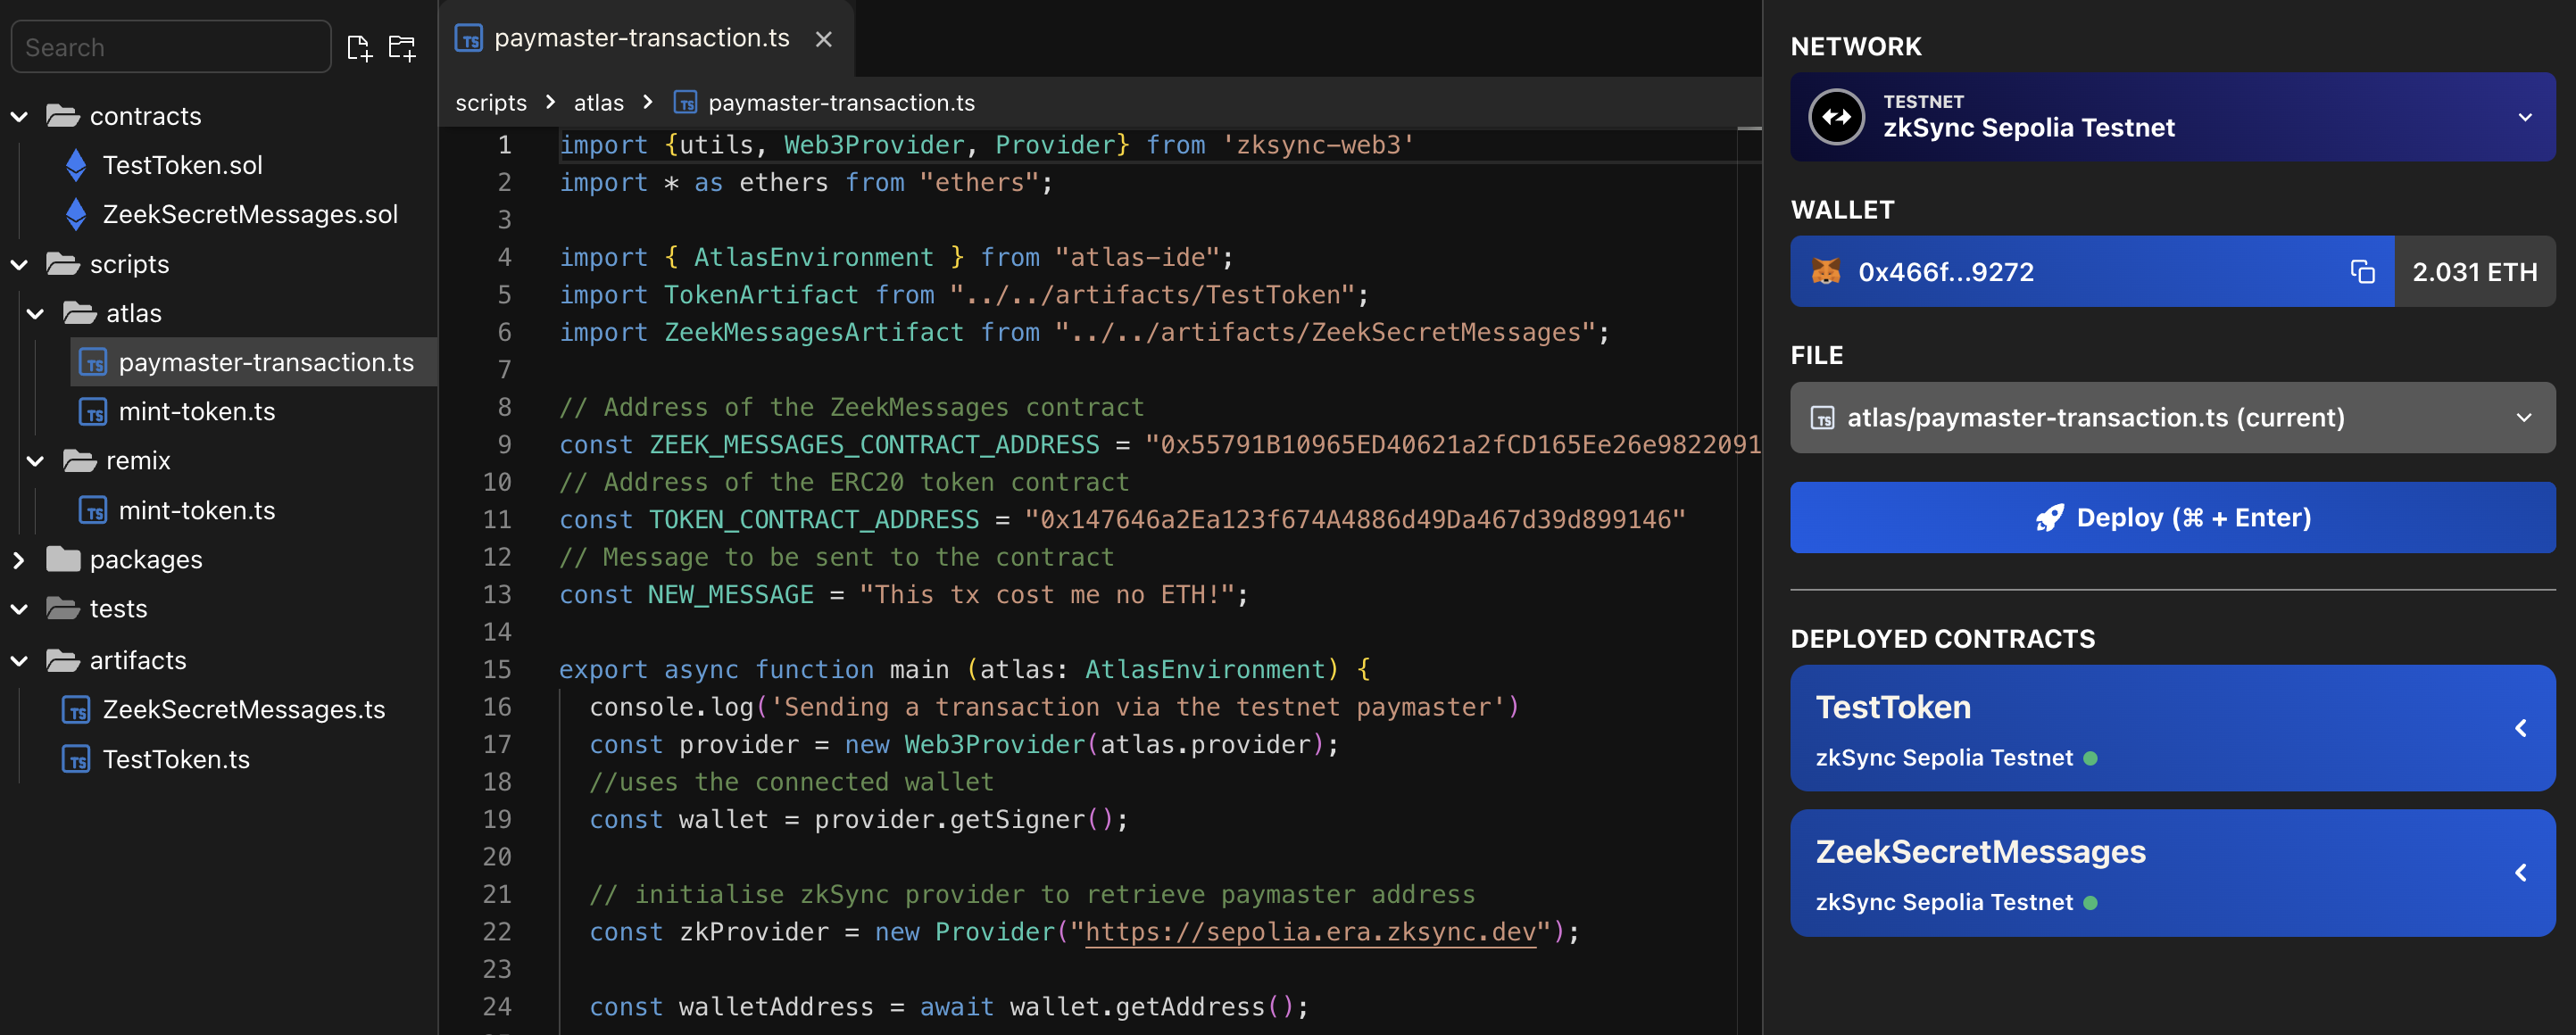 Search
contracts
TestToken.sol
ZeekSecretMessages.sol
scripts
atlas
paymaster-transaction.ts
mint-token.ts
remix
mint-token.ts
packages
tests
artifacts
ZeekSecretMessages.ts
TestToken.ts
TS paymaster-transaction.ts ×
scripts > atlas > TS paymaster-transaction.ts
1 import {utils, Web3Provider, Provider} from 'zksync-web3'
2 import * as ethers from "ethers";
3
4 import { AtlasEnvironment } from "atlas-ide";
5 import TokenArtifact from "../../artifacts/TestToken";
6 import ZeekMessagesArtifact from "../../artifacts/ZeekSecretMessages";
7
8 // Address of the ZeekMessages contract
9 const ZEEK_MESSAGES_CONTRACT_ADDRESS = "0x55791B10965ED40621a2fCD165Ee26e9822091
10 // Address of the ERC20 token contract
11 const TOKEN_CONTRACT_ADDRESS = "0x147646a2Ea123f674A4886d49Da467d39d899146"
12 // Message to be sent to the contract
13 const NEW_MESSAGE = "This tx cost me no ETH!";
14
15 export async function main (atlas: AtlasEnvironment) {
16 console.log('Sending a transaction via the testnet paymaster')
17 const provider = new Web3Provider(atlas.provider);
18 //uses the connected wallet
19 const wallet = provider.getSigner();
20
21 // initialise zkSync provider to retrieve paymaster address
22 const zkProvider = new Provider("https://sepolia.era.zksync.dev");
23
24 const walletAddress = await wallet.getAddress();
NETWORK
TESTNET
zkSync Sepolia Testnet
WALLET
0x466f...9272 2.031 ETH
FILE
TS atlas/paymaster-transaction.ts (current)
Deploy (⌘ + Enter)
DEPLOYED CONTRACTS
TestToken
zkSync Sepolia Testnet
ZeekSecretMessages
zkSync Sepolia Testnet